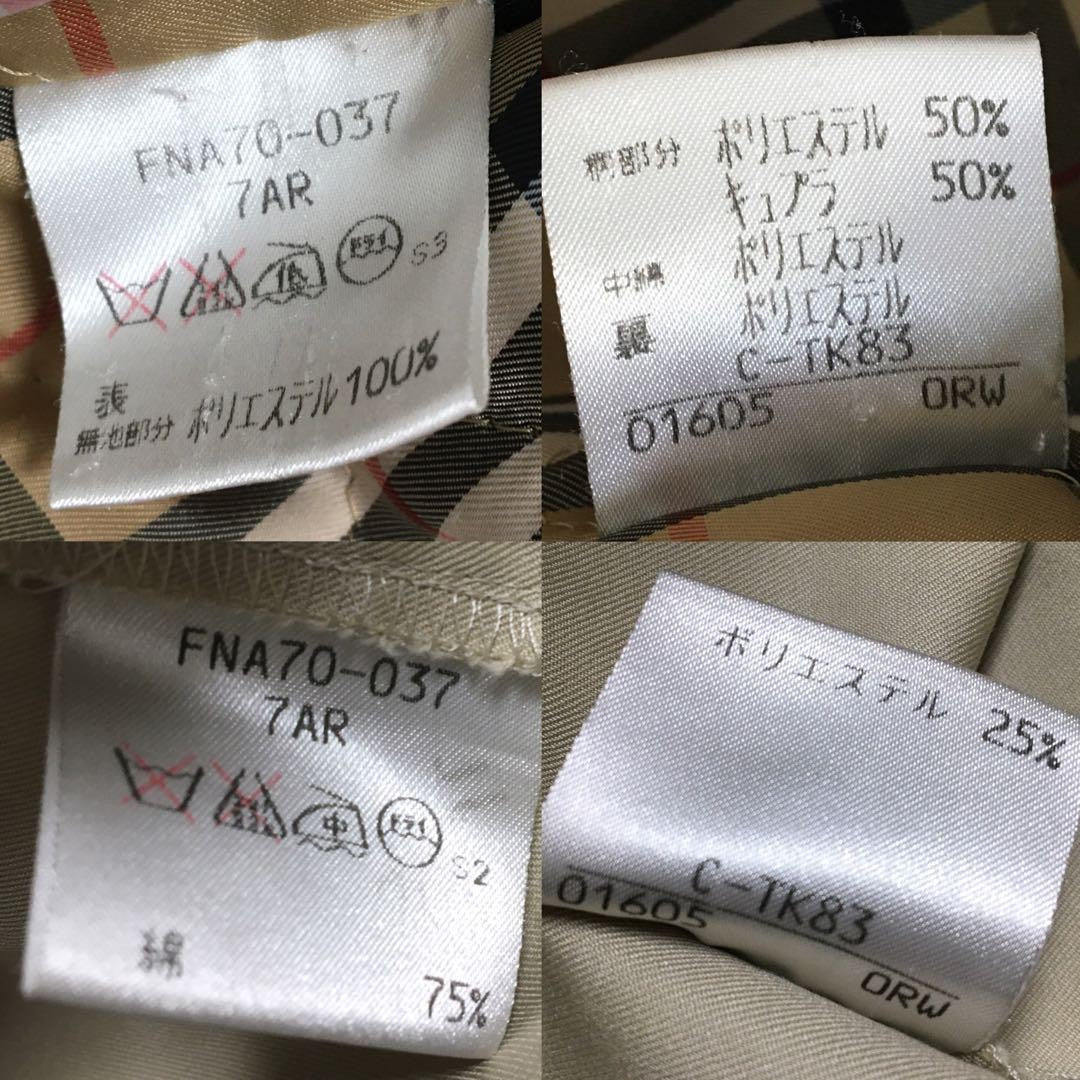 FNA70-037
7AR
低 ドライ S3
表
無地部分 ポリエステル 100%
柄部分 ポリエステル 50%
キュプラ 50%
中綿 ポリエステル
裏 ポリエステル
C-TK83
01605 ORW
FNA70-037
7AR
中 ドライ S2
綿 75%
ポリエステル 25%
C-TK83
01605 ORW